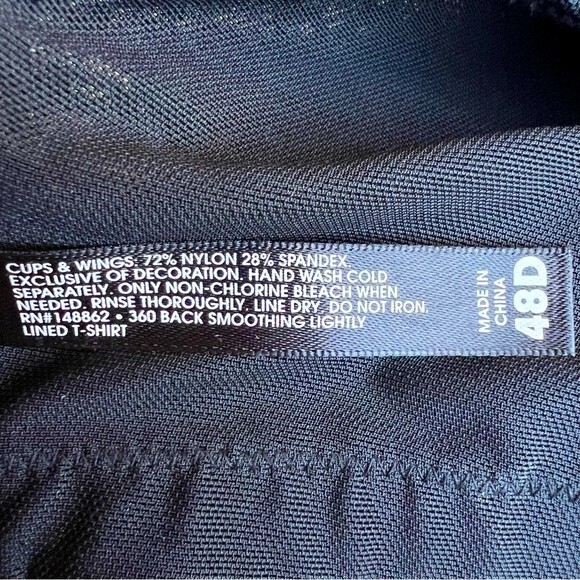 CUPS & WINGS: 72% NYLON 28% SPANDEX.
EXCLUSIVE OF DECORATION. HAND WASH COLD
SEPARATELY. ONLY NON-CHLORINE BLEACH WHEN
NEEDED. RINSE THOROUGHLY. LINE DRY. DO NOT IRON.
RN#148862 • 360 BACK SMOOTHING LIGHTLY
LINED T-SHIRT
MADE IN
CHINA
48D